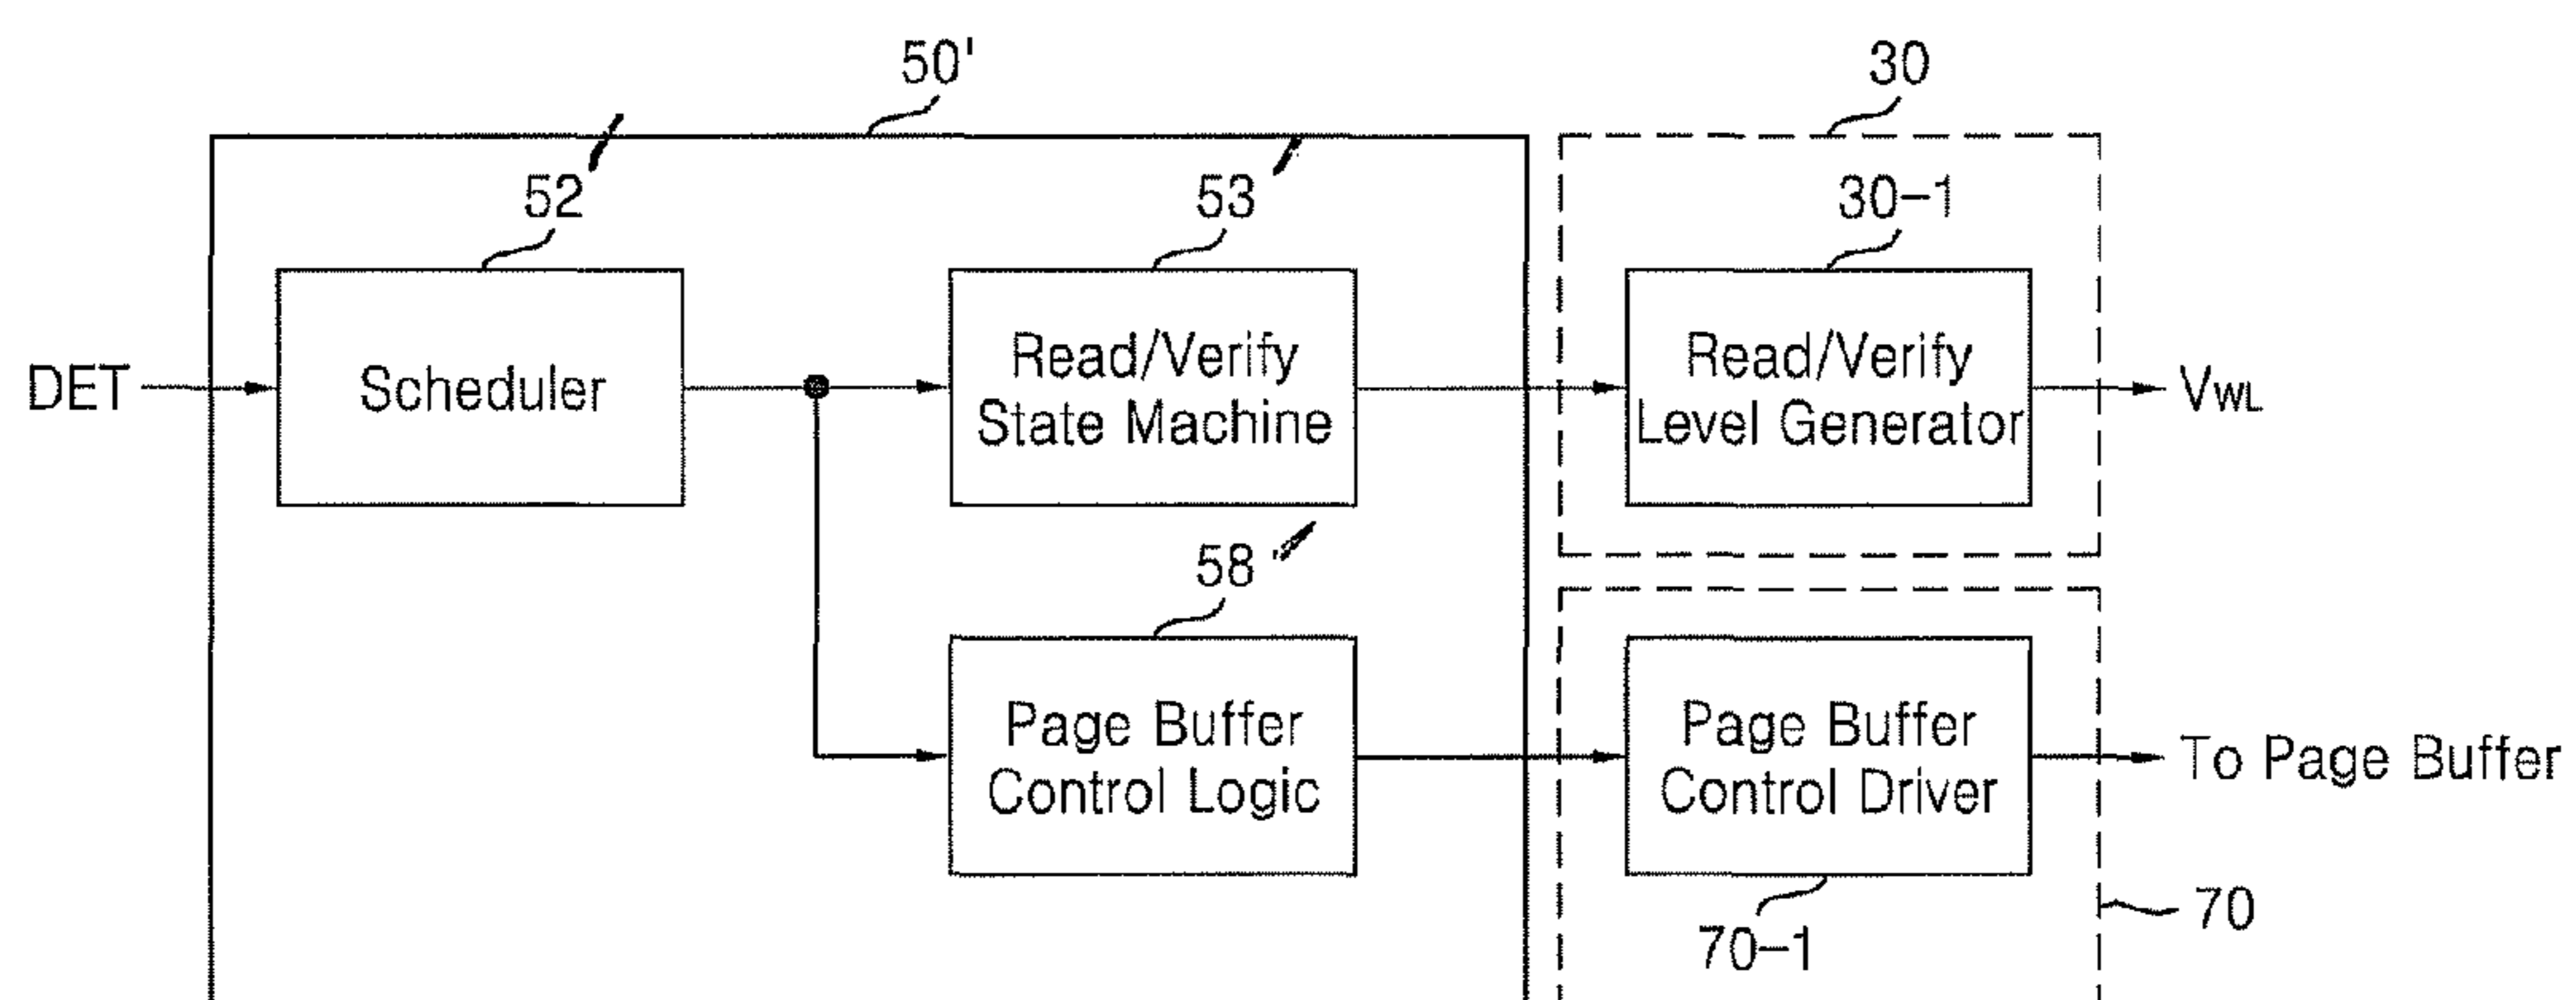 50'
30
52'
53'
30-1
DET
Scheduler
Read/Verify
State Machine
Read/Verify
Level Generator
VWL
58'
Page Buffer
Control Logic
Page Buffer
Control Driver
To Page Buffer
70-1
70